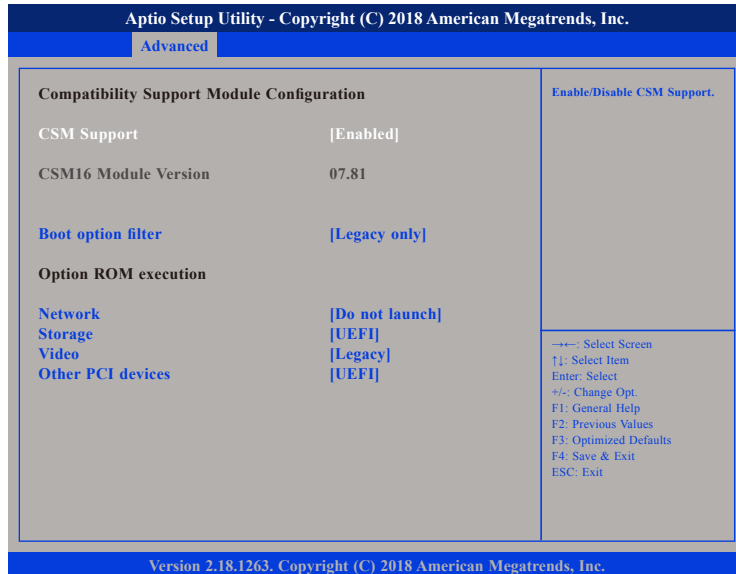 Aptio Setup Utility - Copyright (C) 2018 American Megatrends, Inc.
Advanced
Compatibility Support Module Configuration
CSM Support [Enabled]
CSM16 Module Version 07.81
Boot option filter [Legacy only]
Option ROM execution
Network [Do not launch]
Storage [UEFI]
Video [Legacy]
Other PCI devices [UEFI]
Enable/Disable CSM Support.
→←: Select Screen
↑↓: Select Item
Enter: Select
+/-: Change Opt.
F1: General Help
F2: Previous Values
F3: Optimized Defaults
F4: Save & Exit
ESC: Exit
Version 2.18.1263. Copyright (C) 2018 American Megatrends, Inc.